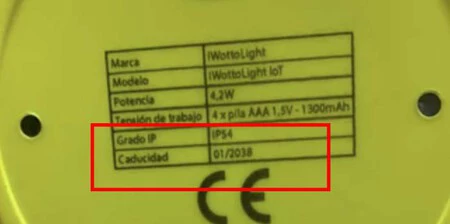 Marca iWottoLight
Modelo iWottoLight IoT
Potencia 4,2W
Tensión de trabajo 4 x pila AAA 1,5V - 1300mAh
Grado IP IP54
Caducidad 01/2038
CE